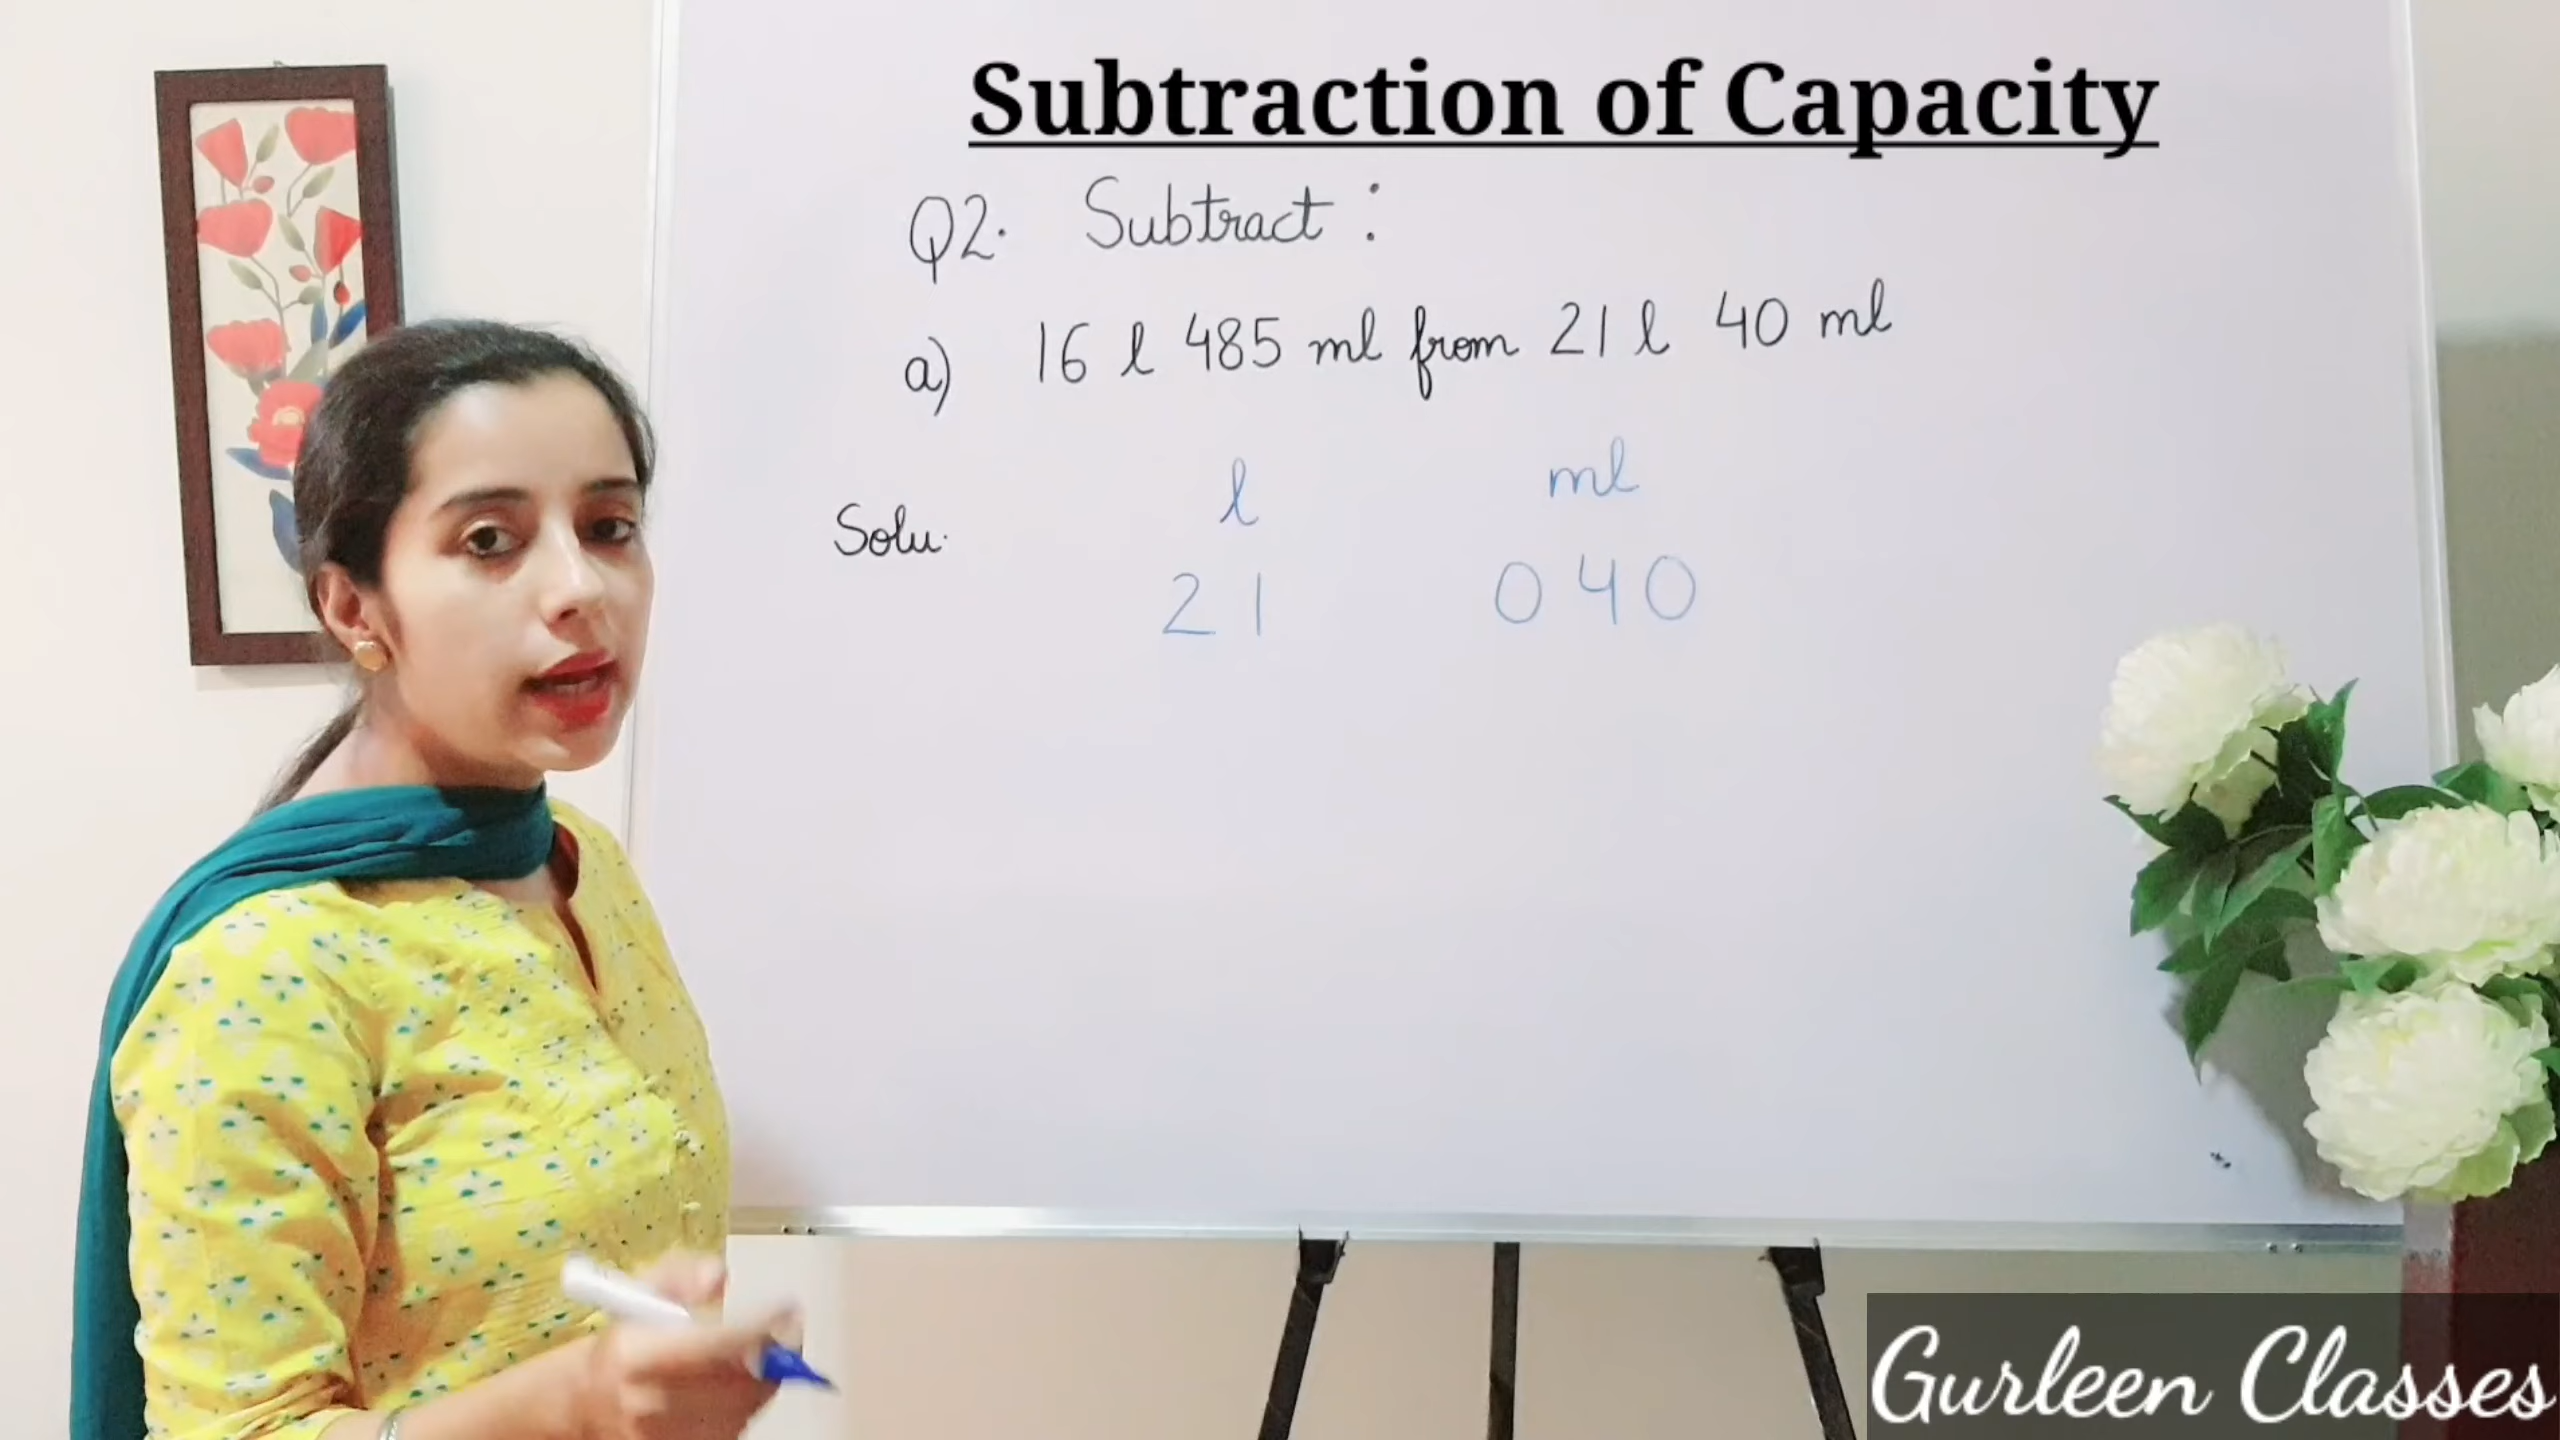 Subtraction of Capacity
Q2. Subtract :
a) 16 l 485 ml from 21 l 40 ml
l ml
Solu.
21 040
Gurleen Classes